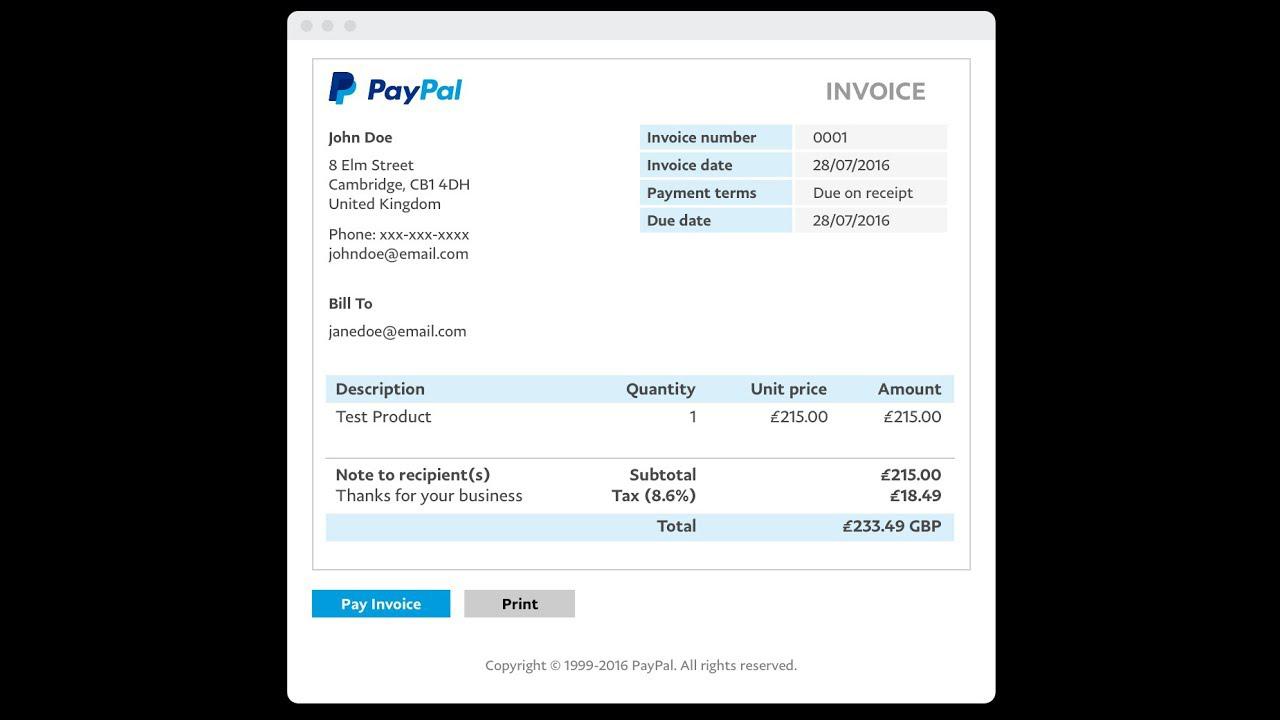 PayPal
INVOICE
John Doe
8 Elm Street
Cambridge, CB1 4DH
United Kingdom
Phone: xxx-xxx-xxxx
johndoe@email.com
Invoice number 0001
Invoice date 28/07/2016
Payment terms Due on receipt
Due date 28/07/2016
Bill To
janedoe@email.com
Description Quantity Unit price Amount
Test Product 1 £215.00 £215.00
Note to recipient(s) Subtotal £215.00
Thanks for your business Tax (8.6%) £18.49
Total £233.49 GBP
Pay Invoice Print
Copyright © 1999-2016 PayPal. All rights reserved.